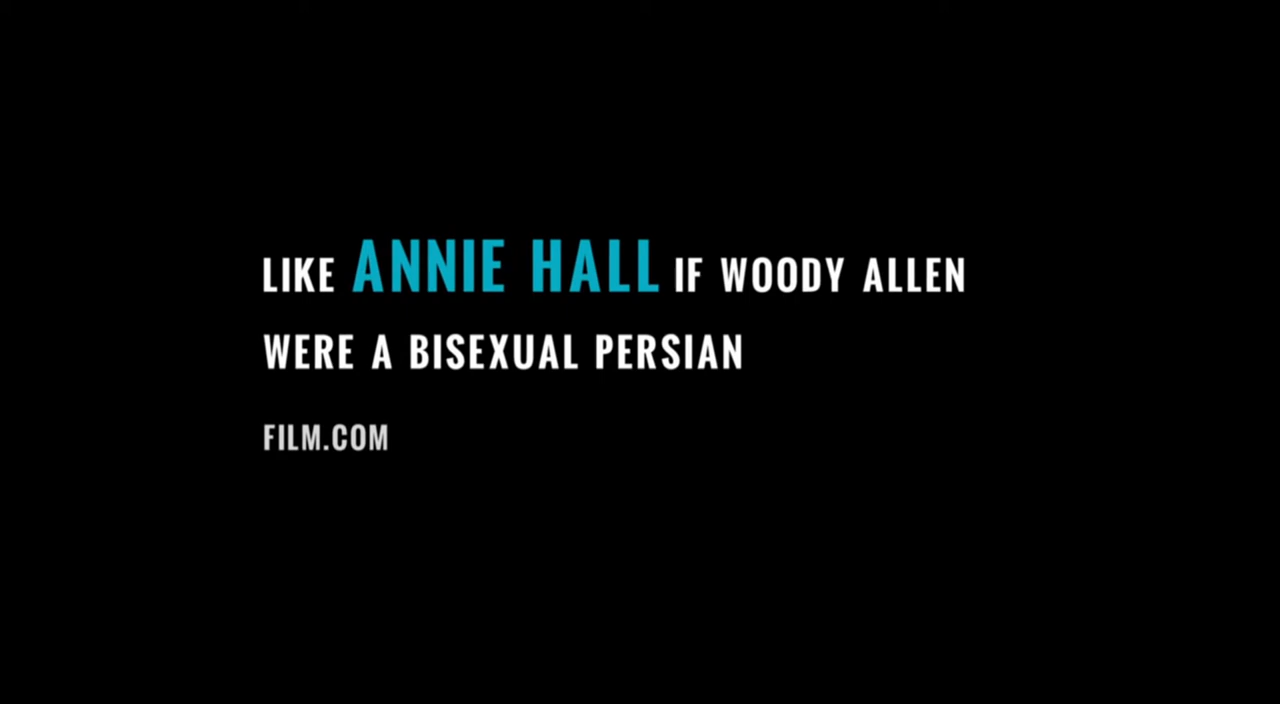 LIKE ANNIE HALL IF WOODY ALLEN
WERE A BISEXUAL PERSIAN
FILM.COM